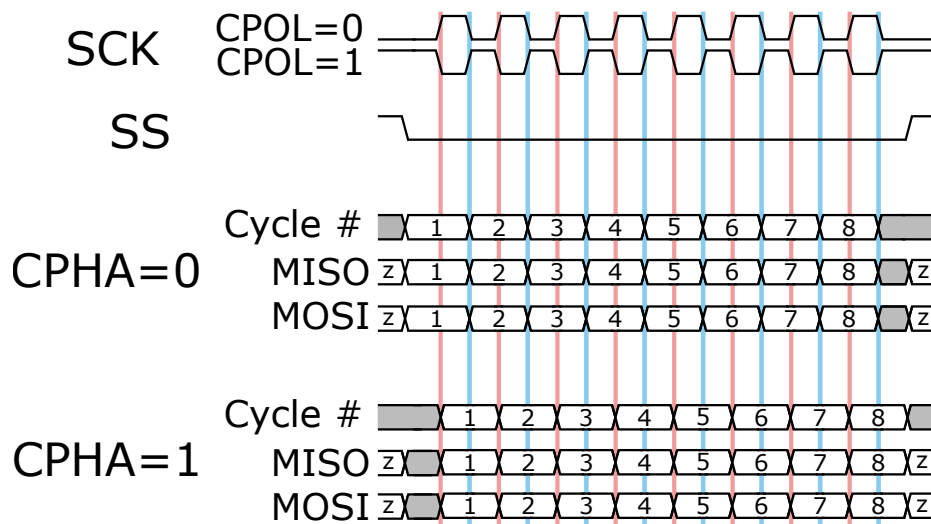 SCK CPOL=0
CPOL=1
SS
Cycle # 1 2 3 4 5 6 7 8
CPHA=0 MISO z 1 2 3 4 5 6 7 8 z
MOSI z 1 2 3 4 5 6 7 8 z
Cycle # 1 2 3 4 5 6 7 8
CPHA=1 MISO z 1 2 3 4 5 6 7 8 z
MOSI z 1 2 3 4 5 6 7 8 z